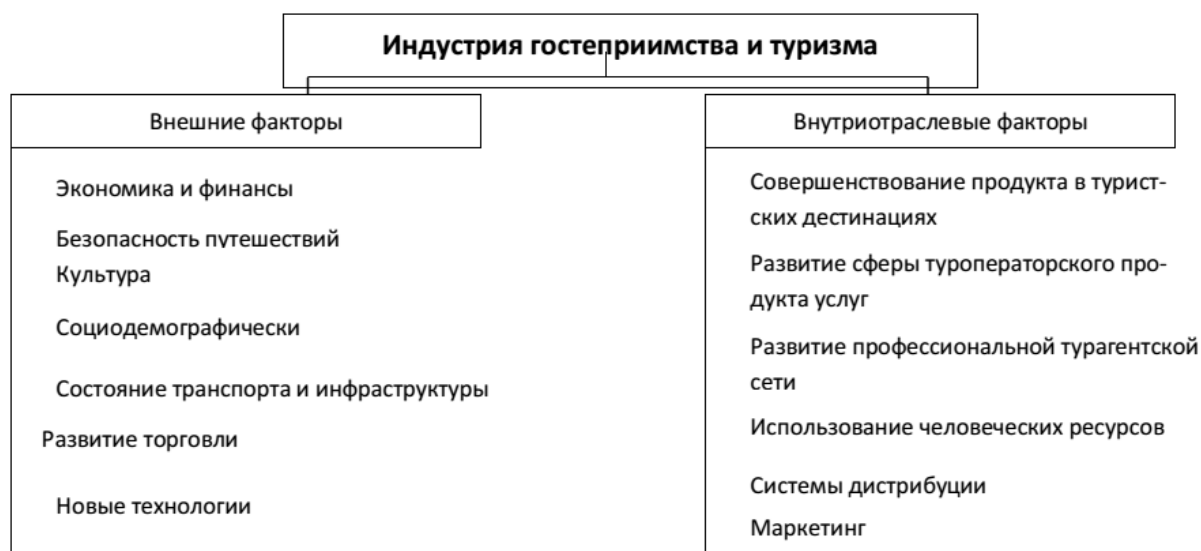 Индустрия гостеприимства и туризма
Внешние факторы
Экономика и финансы
Безопасность путешествий
Культура
Социодемографически
Состояние транспорта и инфраструктуры
Развитие торговли
Новые технологии
Внутриотраслевые факторы
Совершенствование продукта в турист-
ских дестинациях
Развитие сферы туроператорского про-
дукта услуг
Развитие профессиональной турагентской
сети
Использование человеческих ресурсов
Системы дистрибуции
Маркетинг